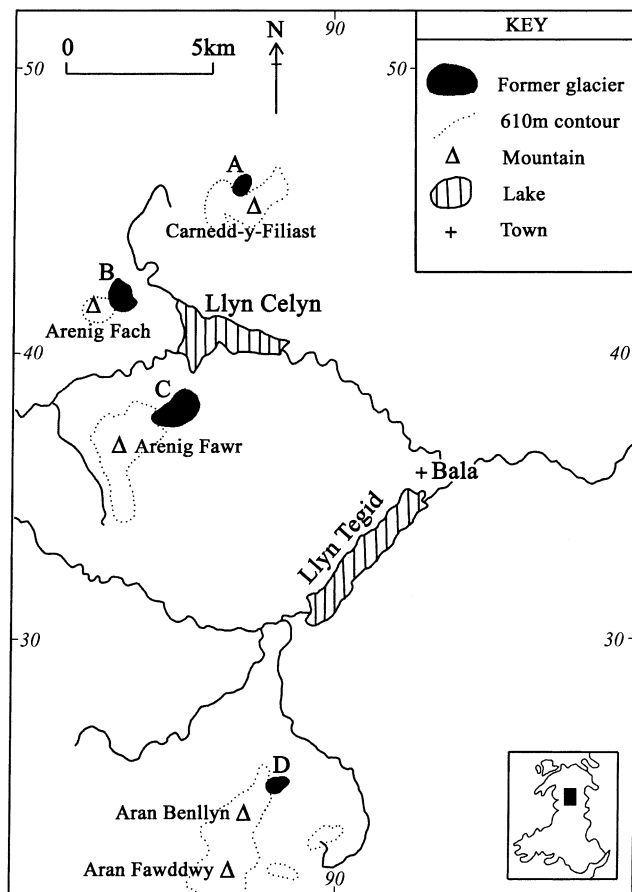 0 5km
N
90
50
50
KEY
Former glacier
610m contour
Mountain
Lake
+ Town
A
Carnedd-y-Filiast
B
Arenig Fach
Llyn Celyn
40
40
C
Arenig Fawr
+ Bala
Llyn Tegid
30
30
D
Aran Benllyn
Aran Fawddwy
90